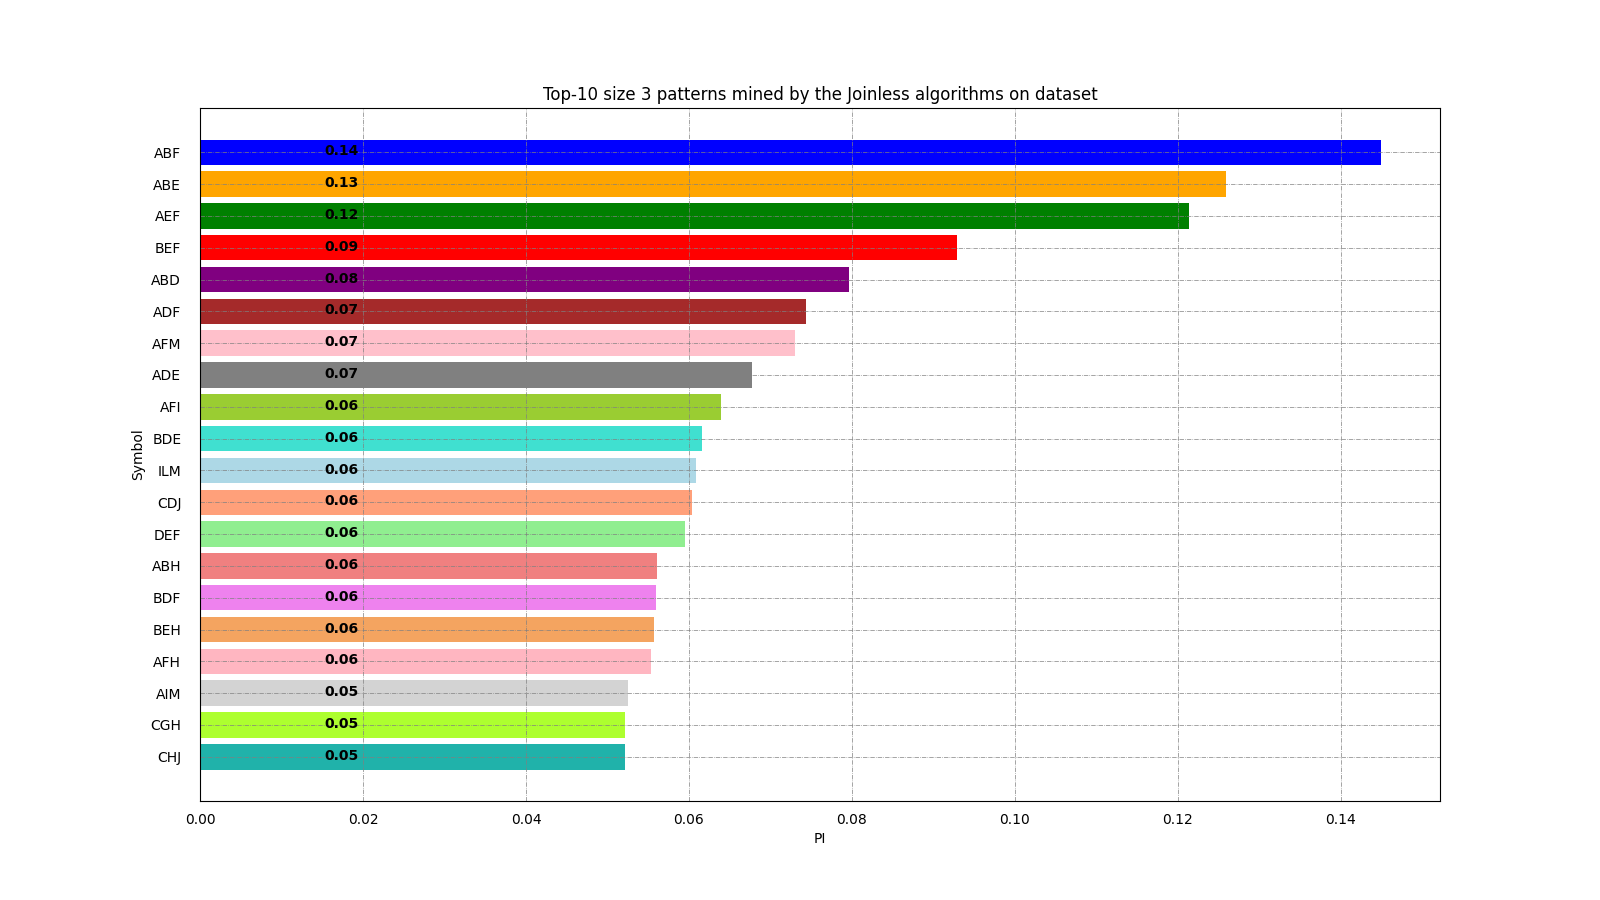 Top-10 size 3 patterns mined by the Joinless algorithms on dataset
Symbol
ABF 0.14
ABE 0.13
AEF 0.12
BEF 0.09
ABD 0.08
ADF 0.07
AFM 0.07
ADE 0.07
AFI 0.06
BDE 0.06
ILM 0.06
CDJ 0.06
DEF 0.06
ABH 0.06
BDF 0.06
BEH 0.06
AFH 0.06
AIM 0.05
CGH 0.05
CHJ 0.05
0.00 0.02 0.04 0.06 0.08 0.10 0.12 0.14
PI